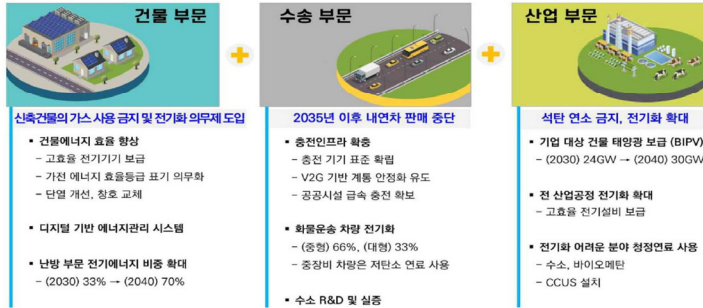 건물 부문
신축건물의 가스 사용 금지 및 전기화 의무제 도입
▪ 건물에너지 효율 향상
– 고효율 전기기기 보급
– 가전 에너지 효율등급 표기 의무화
– 단열 개선, 창호 교체
▪ 디지털 기반 에너지관리 시스템
▪ 난방 부문 전기에너지 비중 확대
– (2030) 33% → (2040) 70%
+
수송 부문
2035년 이후 내연차 판매 중단
▪ 충전인프라 확충
– 충전 기기 표준 확립
– V2G 기반 계통 안정화 유도
– 공공시설 급속 충전 확보
▪ 화물운송 차량 전기화
– (중형) 66%, (대형) 33%
– 중장비 차량은 저탄소 연료 사용
▪ 수소 R&D 및 실증
+
산업 부문
석탄 연소 금지, 전기화 확대
▪ 기업 대상 건물 태양광 보급 (BIPV)
– (2030) 24GW → (2040) 30GW
▪ 전 산업공정 전기화 확대
– 고효율 전기설비 보급
▪ 전기화 어려운 분야 청정연료 사용
– 수소, 바이오메탄
– CCUS 설치